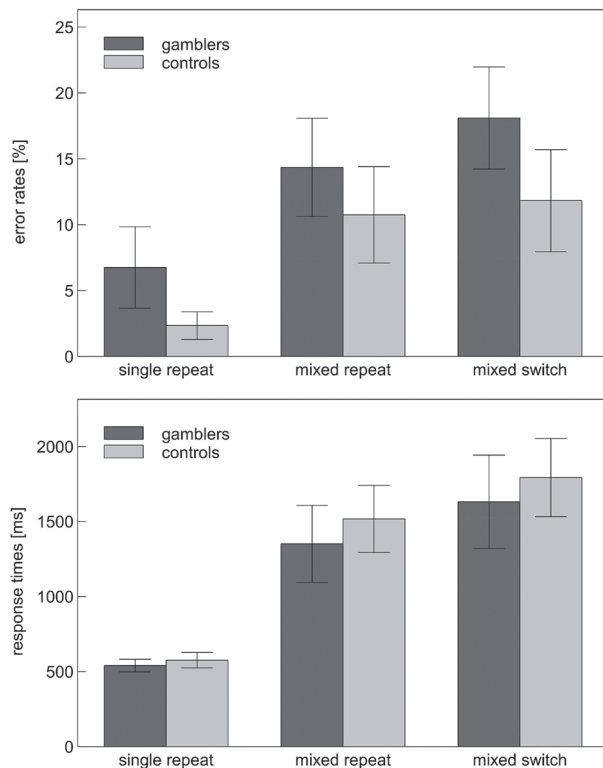 25
20
15
10
5
0
error rates [%]
gamblers
controls
single repeat mixed repeat mixed switch
2000
1500
1000
500
0
response times [ms]
gamblers
controls
single repeat mixed repeat mixed switch